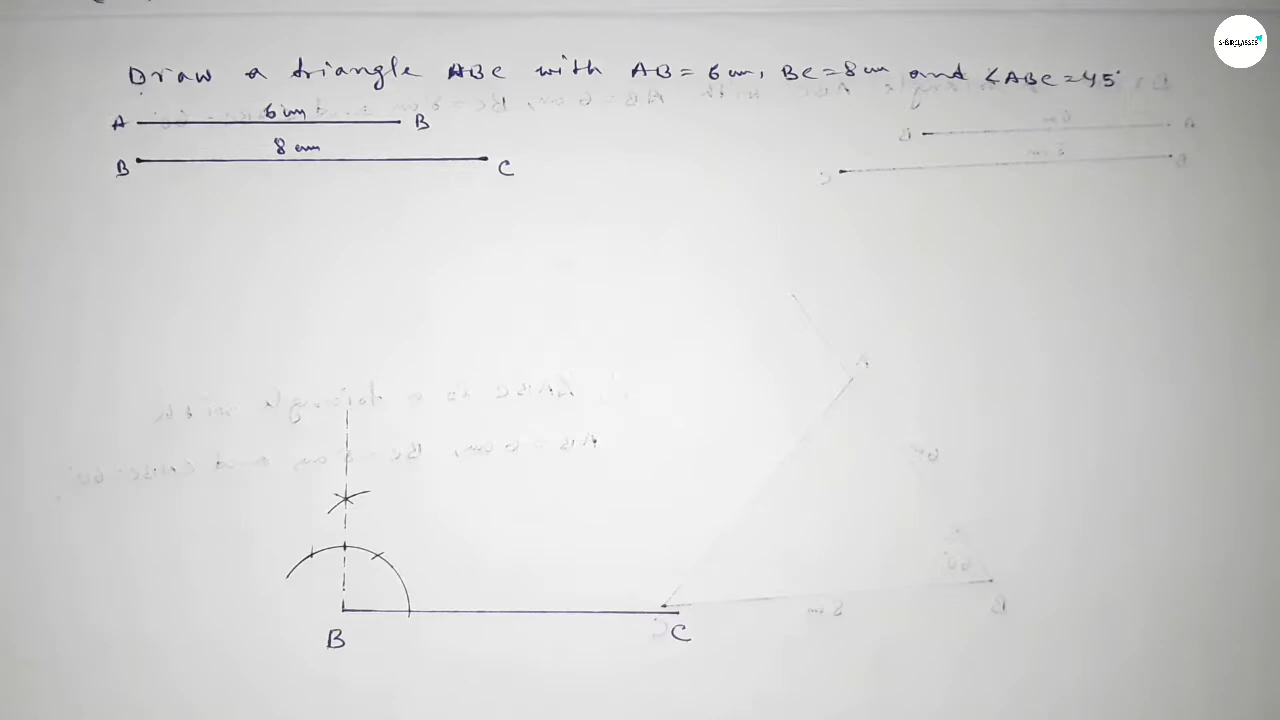 Draw a triangle ABC with AB = 6 cm, BC = 8 cm and ∠ABC = 45°
A 6 cm B
B 8 cm C
B C